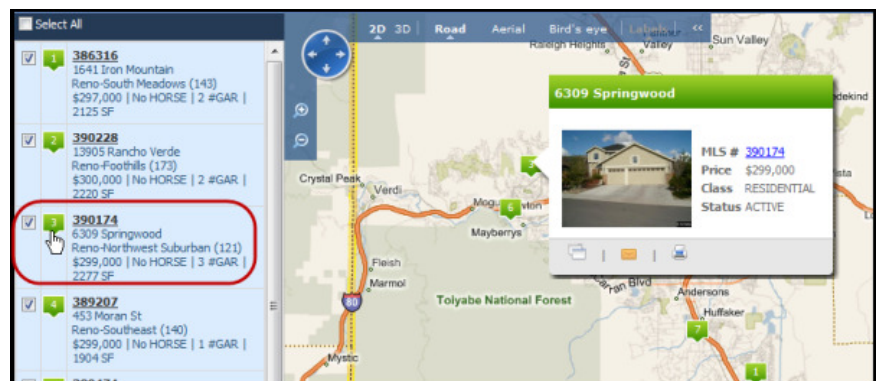 Select All
1
386316
1641 Iron Mountain
Reno-South Meadows (143)
$297,000 | No HORSE | 2 #GAR |
2125 SF
2
390228
13905 Rancho Verde
Reno-Foothills (173)
$300,000 | No HORSE | 2 #GAR |
2220 SF
3
390174
6309 Springwood
Reno-Northwest Suburban (121)
$299,000 | No HORSE | 3 #GAR |
2277 SF
4
389207
453 Moran St
Reno-Southeast (140)
$299,000 | No HORSE | 1 #GAR |
1904 SF
2D 3D | Road Aerial Bird's eye | Labels | <<
Raleigh Heights
Valley
Sun Valley
6309 Springwood
MLS # 390174
Price $299,000
Class RESIDENTIAL
Status ACTIVE
3
Crystal Peak
Verdi
6
Mayberrys
Fleish
Marmol
80
Toiyabe National Forest
Blvd
Andersons
Huffaker
7
Mystic
1